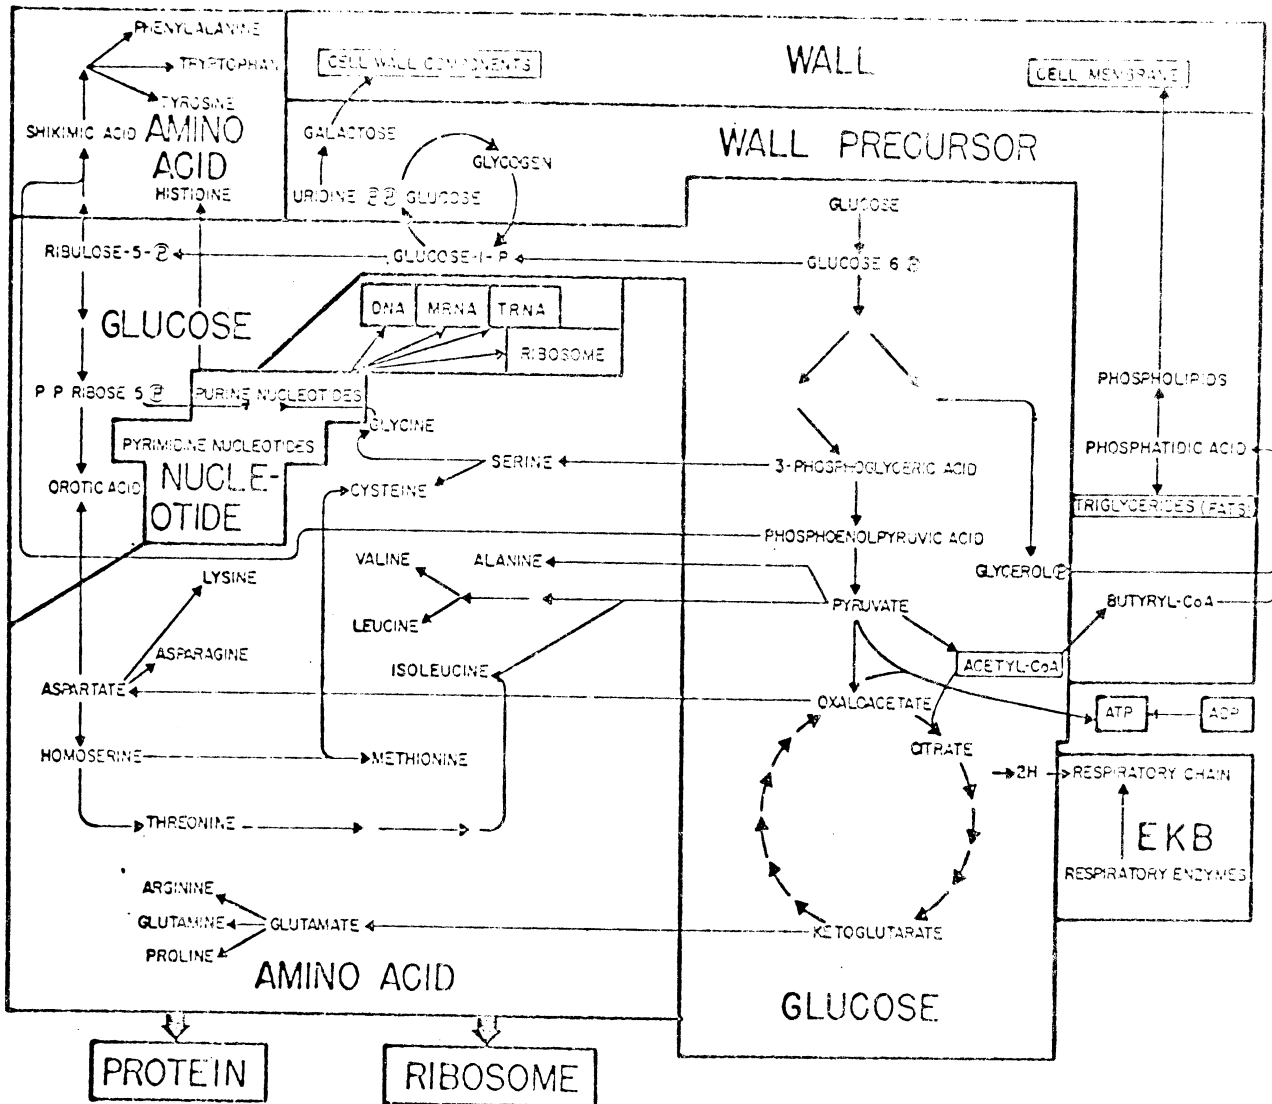 PHENYLALANINE
TRYPTOPHAN
TYROSINE
SHIKIMIC ACID
AMINO
ACID
HISTIDINE
WALL
CELL WALL COMPONENTS
CELL MEMBRANE
GALACTOSE
GLYCOGEN
URIDINE P P GLUCOSE
WALL PRECURSOR
GLUCOSE
RIBULOSE-5-P
GLUCOSE-1-P
GLUCOSE 6 P
GLUCOSE
DNA
MRNA
TRNA
RIBOSOME
P P RIBOSE 5 P
PURINE NUCLEOTIDES
GLYCINE
PYRIMIDINE NUCLEOTIDES
NUCLE-
OTIDE
OROTIC ACID
SERINE
CYSTEINE
3-PHOSPHOGLYCERIC ACID
PHOSPHOLIPIDS
PHOSPHATIDIC ACID
TRIGLYCERIDES (FATS)
PHOSPHOENOLPYRUVIC ACID
GLYCEROL P
VALINE
ALANINE
LYSINE
PYRUVATE
BUTYRYL-CoA
LEUCINE
ASPARAGINE
ISOLEUCINE
ACETYL-CoA
ASPARTATE
OXALOACETATE
ATP
ADP
HOMOSERINE
METHIONINE
CITRATE
2H
RESPIRATORY CHAIN
THREONINE
EKB
RESPIRATORY ENZYMES
ARGININE
GLUTAMINE
GLUTAMATE
PROLINE
KETOGLUTARATE
AMINO ACID
GLUCOSE
PROTEIN
RIBOSOME